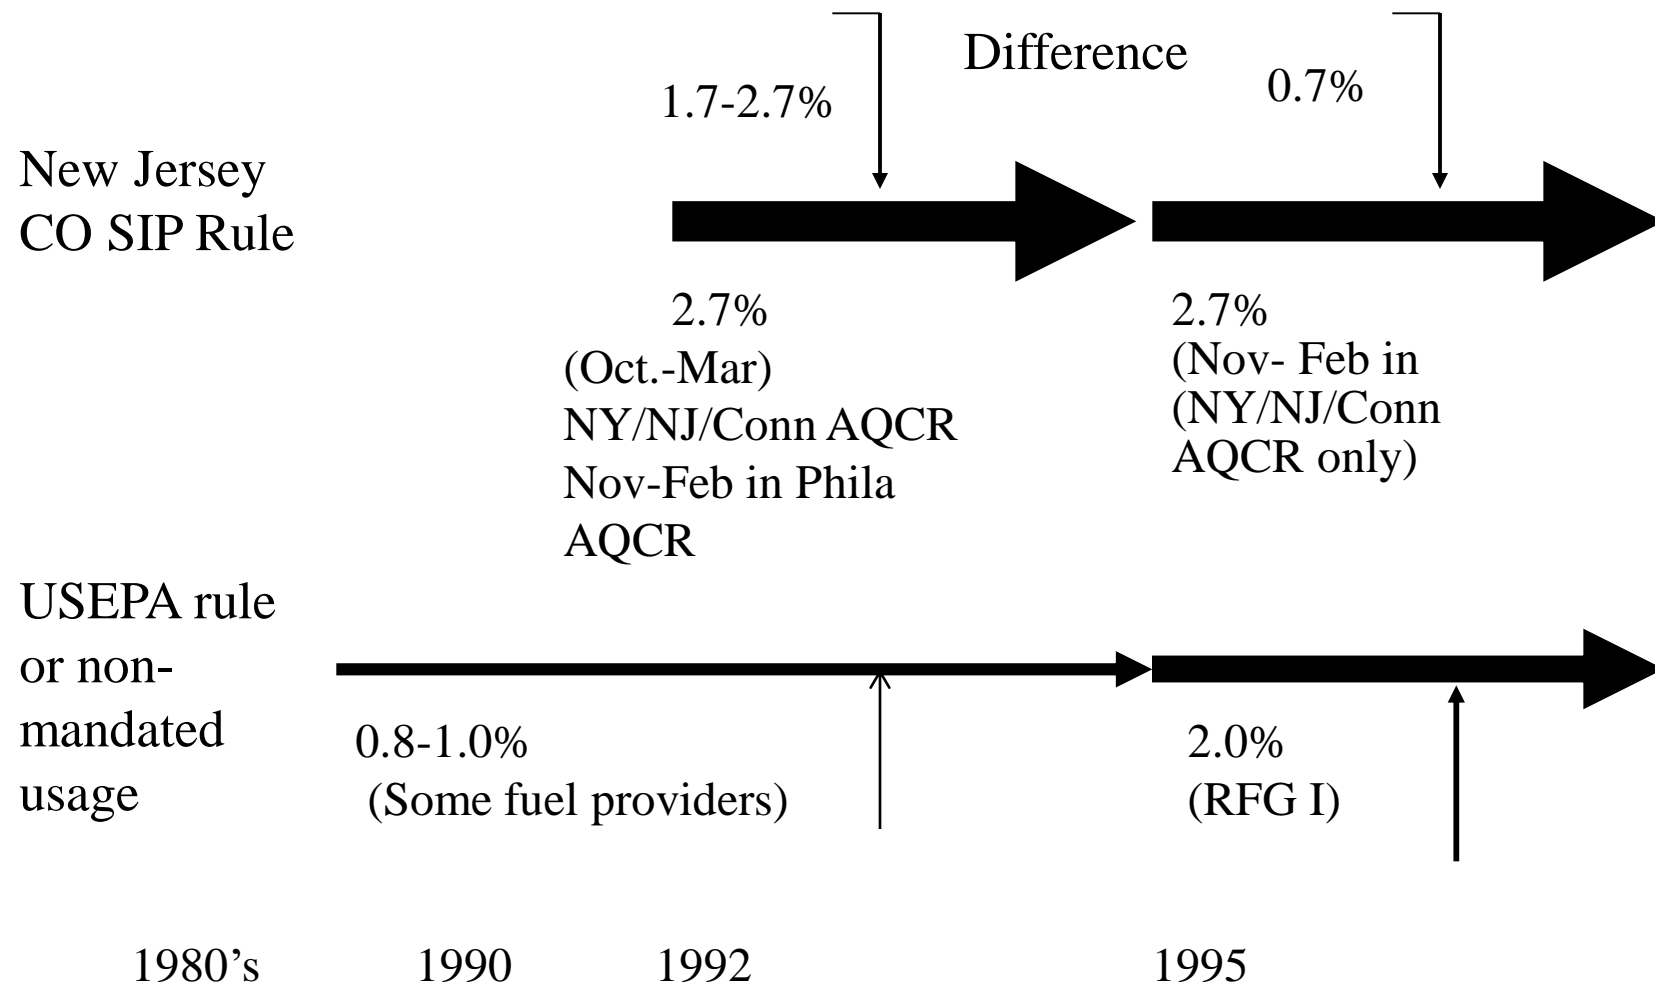 Difference
1.7-2.7%
0.7%
New Jersey
CO SIP Rule
2.7%
(Oct.-Mar)
NY/NJ/Conn AQCR
Nov-Feb in Phila
AQCR
2.7%
(Nov- Feb in
(NY/NJ/Conn
AQCR only)
USEPA rule
or non-
mandated
usage
0.8-1.0%
(Some fuel providers)
2.0%
(RFG I)
1980’s
1990
1992
1995